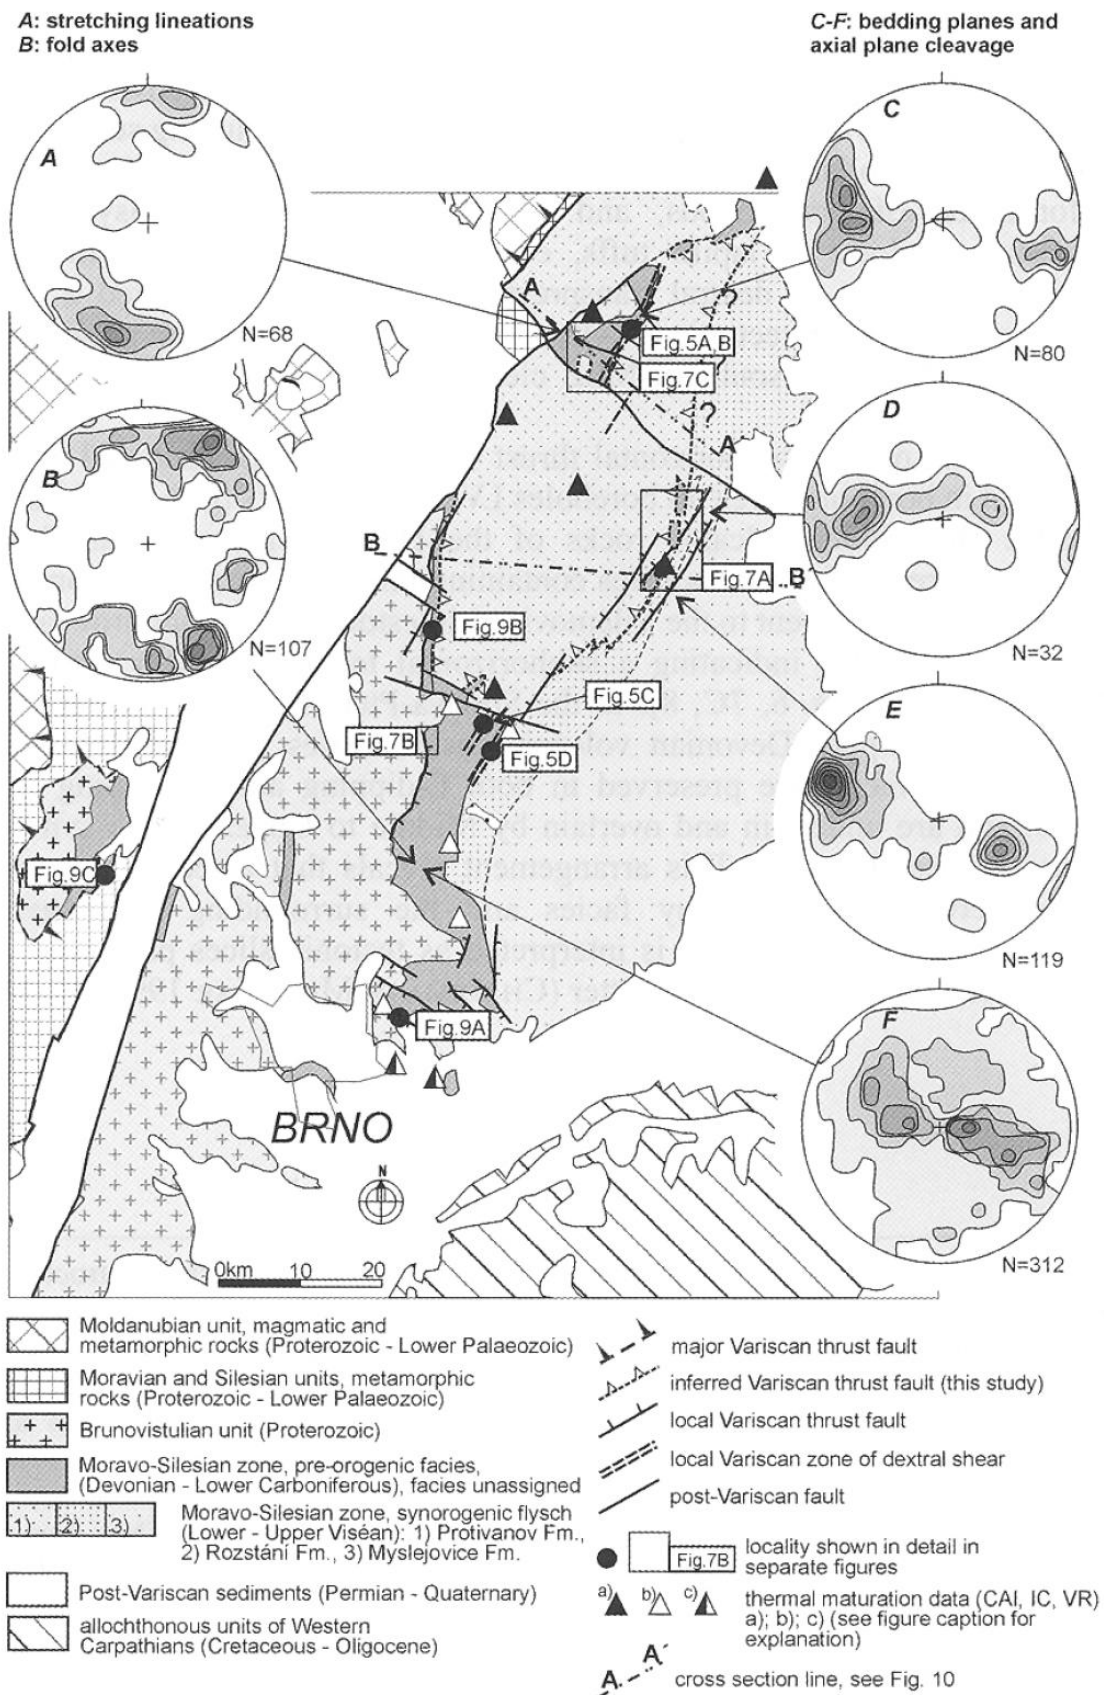 A: stretching lineations
B: fold axes
C-F: bedding planes and
axial plane cleavage
A
N=68
B
N=107
C
N=80
D
N=32
E
N=119
F
N=312
A
?
Fig.5A,B
Fig.7C
?
A
B
Fig.7A
B
Fig.9B
Fig.5C
Fig.7B
Fig.5D
Fig.9C
Fig.9A
BRNO
N
0km 10 20
Moldanubian unit, magmatic and
metamorphic rocks (Proterozoic - Lower Palaeozoic)
Moravian and Silesian units, metamorphic
rocks (Proterozoic - Lower Palaeozoic)
Brunovistulian unit (Proterozoic)
Moravo-Silesian zone, pre-orogenic facies,
(Devonian - Lower Carboniferous), facies unassigned
1) 2) 3)
Moravo-Silesian zone, synorogenic flysch
(Lower - Upper Viséan): 1) Protivanov Fm.,
2) Rozstání Fm., 3) Myslejovice Fm.
Post-Variscan sediments (Permian - Quaternary)
allochthonous units of Western
Carpathians (Cretaceous - Oligocene)
major Variscan thrust fault
inferred Variscan thrust fault (this study)
local Variscan thrust fault
local Variscan zone of dextral shear
post-Variscan fault
Fig.7B
locality shown in detail in
separate figures
a) b) c)
thermal maturation data (CAI, IC, VR)
a); b); c) (see figure caption for
explanation)
A A´
cross section line, see Fig. 10